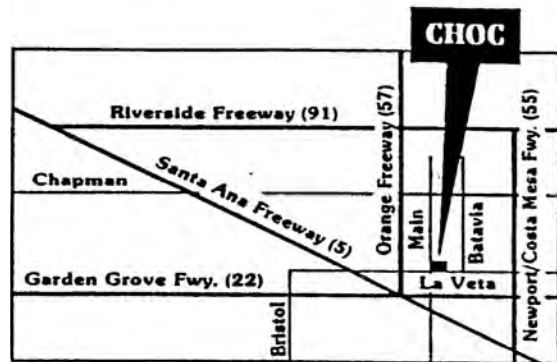 CHOC
Riverside Freeway (91)
Orange Freeway (57)
Newport/Costa Mesa Fwy. (55)
Chapman
Santa Ana Freeway (5)
Main
Batavia
Garden Grove Fwy. (22)
La Veta
Bristol